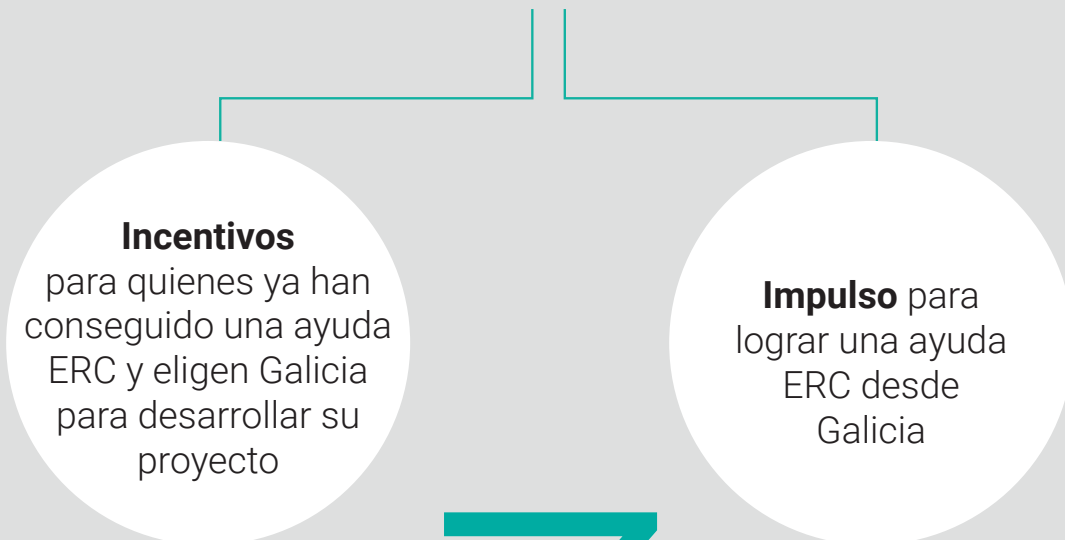 Incentivos
para quienes ya han
conseguido una ayuda
ERC y eligen Galicia
para desarrollar su
proyecto
Impulso para
lograr una ayuda
ERC desde
Galicia